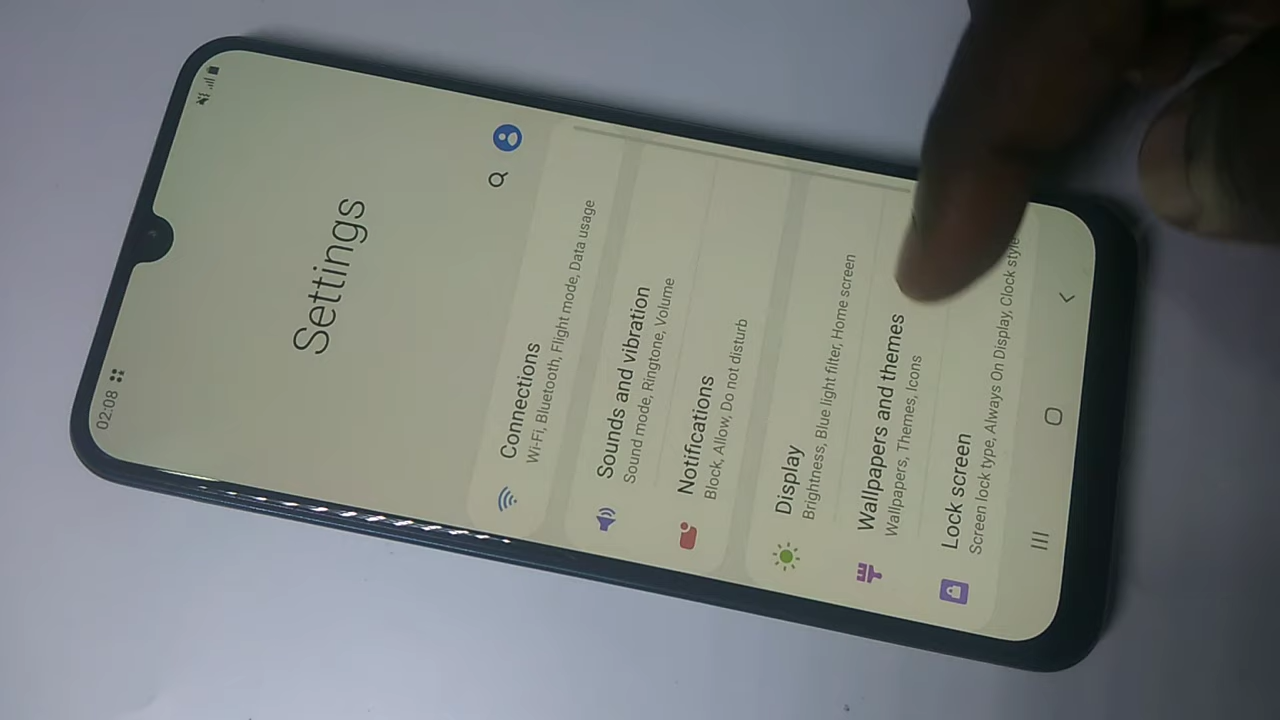 02:08
Settings
Connections
Wi-Fi, Bluetooth, Flight mode, Data usage
Sounds and vibration
Sound mode, Ringtone, Volume
Notifications
Block, Allow, Do not disturb
Display
Brightness, Blue light filter, Home screen
Wallpapers and themes
Wallpapers, Themes, Icons
Lock screen
Screen lock type, Always On Display, Clock style